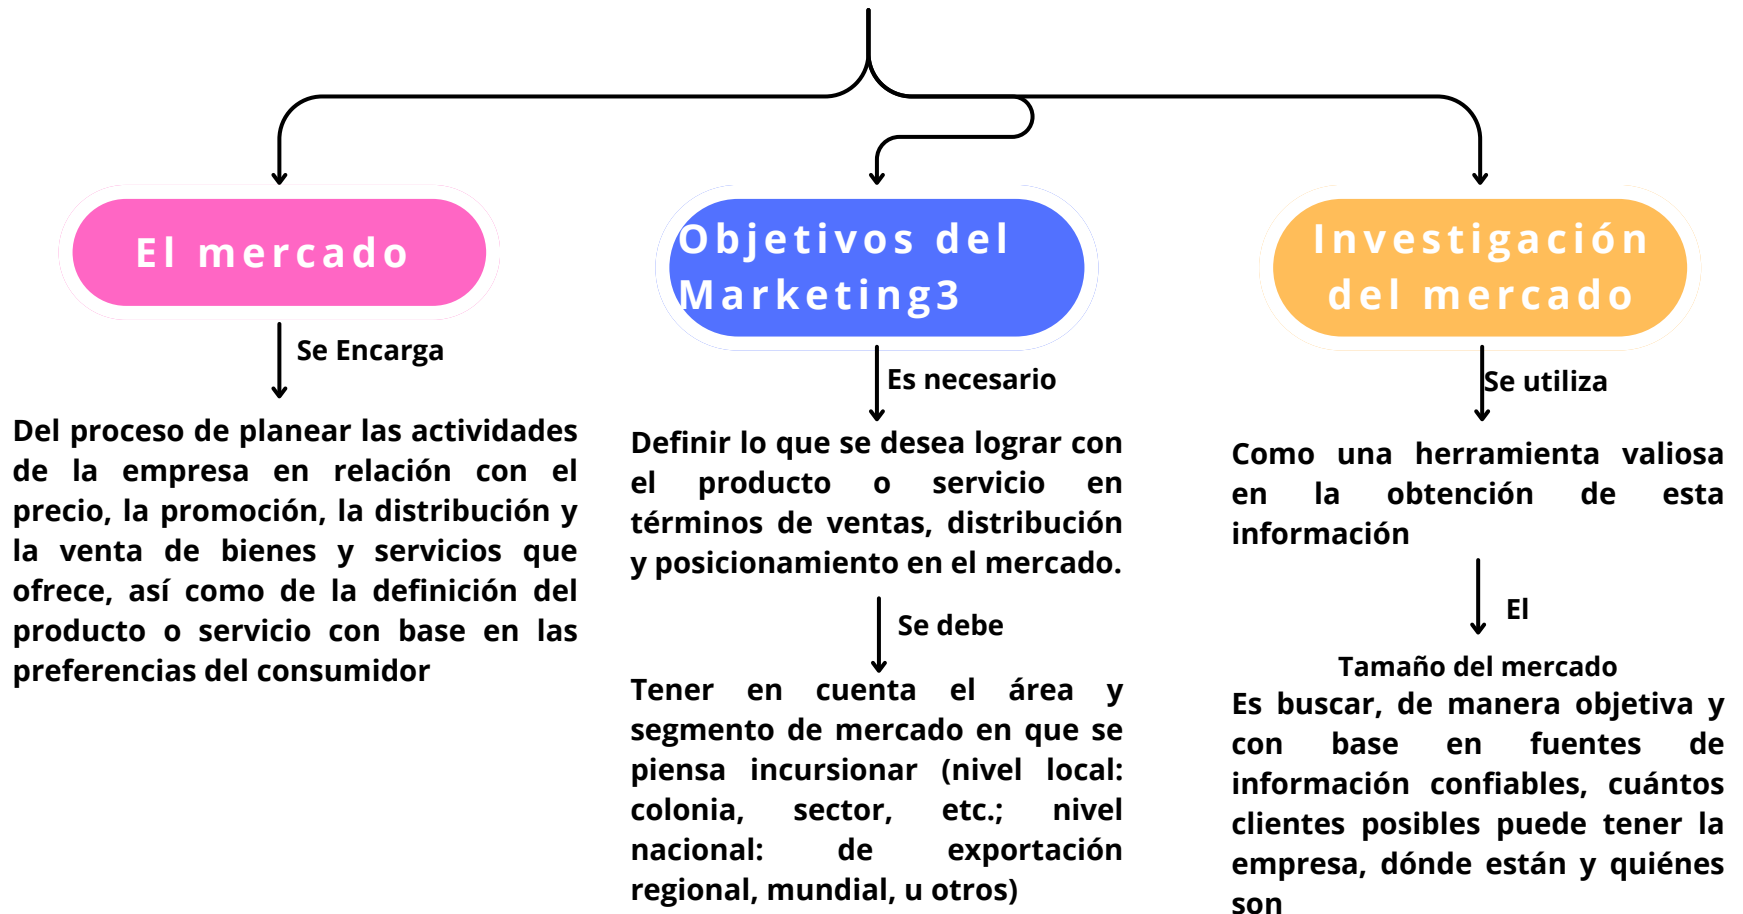 El mercado
Se Encarga
Del proceso de planear las actividades
de la empresa en relación con el
precio, la promoción, la distribución y
la venta de bienes y servicios que
ofrece, así como de la definición del
producto o servicio con base en las
preferencias del consumidor
Objetivos del
Marketing3
Es necesario
Definir lo que se desea lograr con
el producto o servicio en
términos de ventas, distribución
y posicionamiento en el mercado.
Se debe
Tener en cuenta el área y
segmento de mercado en que se
piensa incursionar (nivel local:
colonia, sector, etc.; nivel
nacional: de exportación
regional, mundial, u otros)
Investigación
del mercado
Se utiliza
Como una herramienta valiosa
en la obtención de esta
información
El
Tamaño del mercado
Es buscar, de manera objetiva y
con base en fuentes de
información confiables, cuántos
clientes posibles puede tener la
empresa, dónde están y quiénes
son